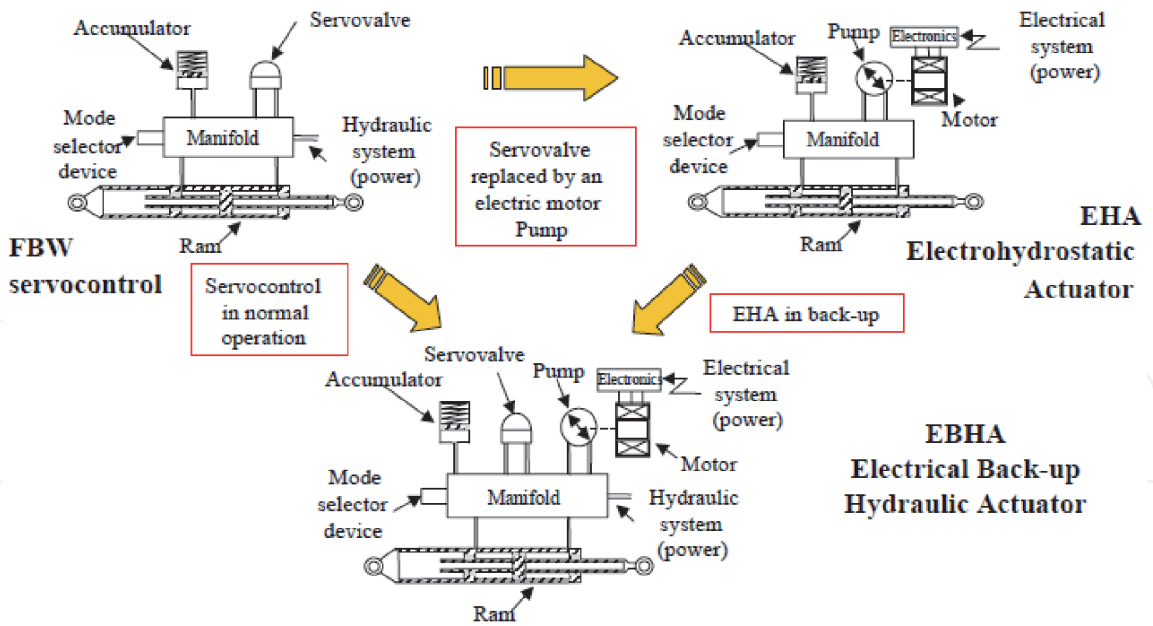 Accumulator
Servovalve
Mode
selector
device
Manifold
Hydraulic
system
(power)
Ram
FBW
servocontrol
Servovalve
replaced by an
electric motor
Pump
Accumulator
Pump
Electronics
Electrical
system
(power)
Motor
Mode
selector
device
Manifold
Ram
EHA
Electrohydrostatic
Actuator
Servocontrol
in normal
operation
EHA in back-up
Accumulator
Servovalve
Pump
Electronics
Electrical
system
(power)
Motor
Mode
selector
device
Manifold
Hydraulic
system
(power)
Ram
EBHA
Electrical Back-up
Hydraulic Actuator